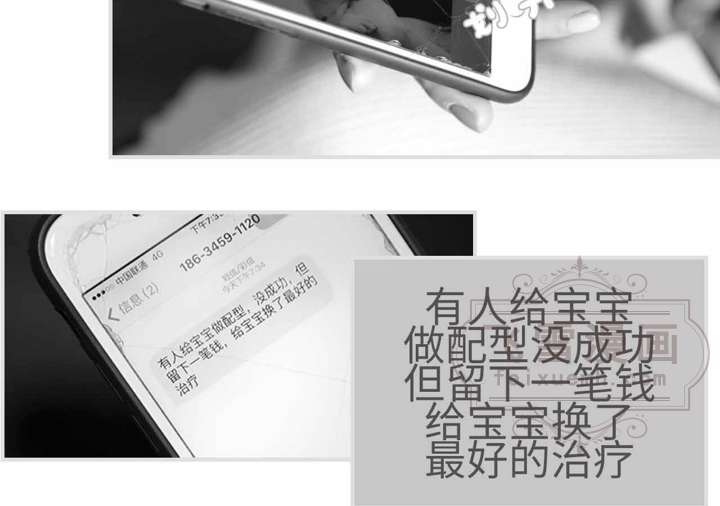 划
中国联通 4G
下午7:3
186-3459-1120
信息(2)
短信/彩信
今天下午7:34
有人给宝宝做配型，没成功，但
留下一笔钱，给宝宝换了最好的
治疗
有人给宝宝
做配型没成功
但留下一笔钱
给宝宝换了
最好的治疗